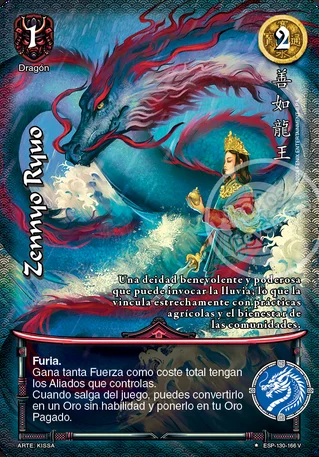 1
2
Dragón
善如龍王
Zennyo Ryuo
Una deidad benevolente y poderosa
que puede invocar la lluvia, lo que la
vincula estrechamente con prácticas
agrícolas y el bienestar de
las comunidades.
Furia.
Gana tanta Fuerza como coste total tengan
los Aliados que controlas.
Cuando salga del juego, puedes convertirlo
en un Oro sin habilidad y ponerlo en tu Oro
Pagado.
ARTE: KISSA
ESP-130-166 V